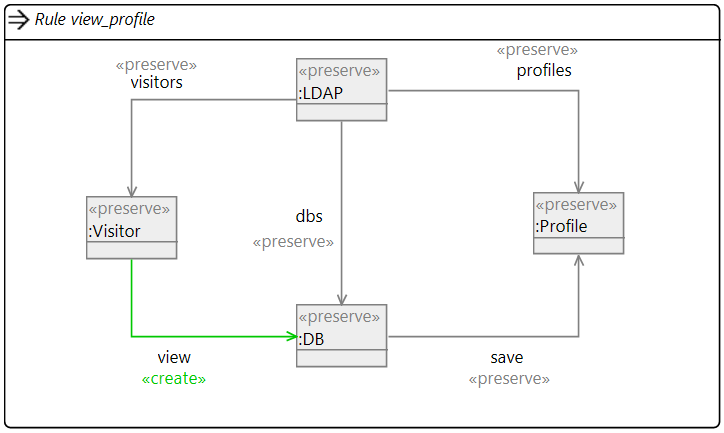 Rule view_profile
«preserve»
visitors
«preserve»
:LDAP
«preserve»
profiles
«preserve»
:Visitor
dbs
«preserve»
«preserve»
:Profile
«preserve»
:DB
view
«create»
save
«preserve»